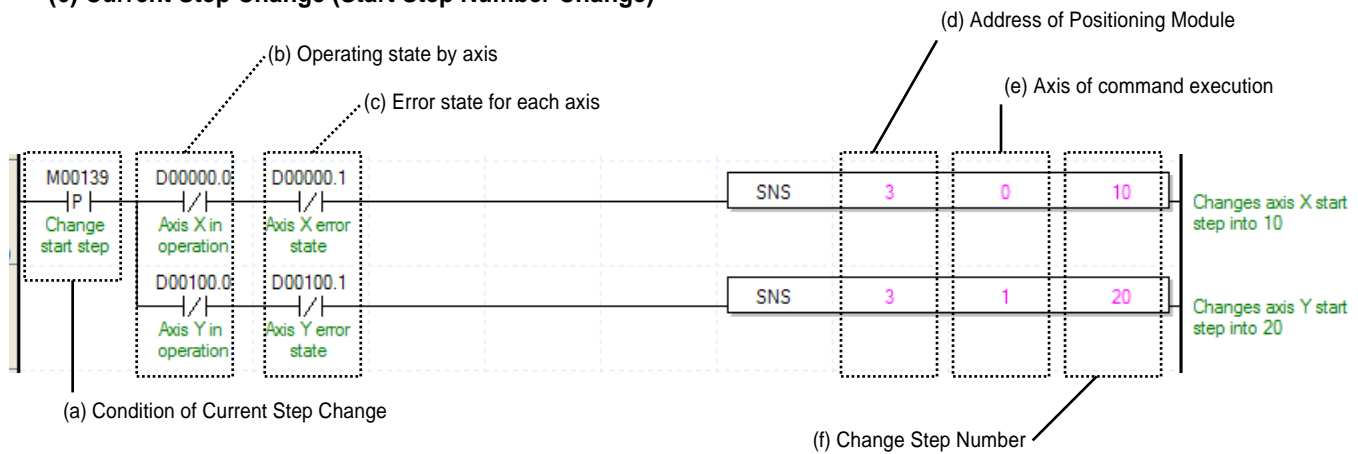 (e) Current Step Change (Start Step Number Change)
(d) Address of Positioning Module
(b) Operating state by axis
(e) Axis of command execution
(c) Error state for each axis
M00139 D00000.0 D00000.1
P
SNS 3 0 10
Change start step
Axis X in operation
Axis X error state
Changes axis X start step into 10
D00100.0 D00100.1
SNS 3 1 20
Axis Y in operation
Axis Y error state
Changes axis Y start step into 20
(a) Condition of Current Step Change
(f) Change Step Number